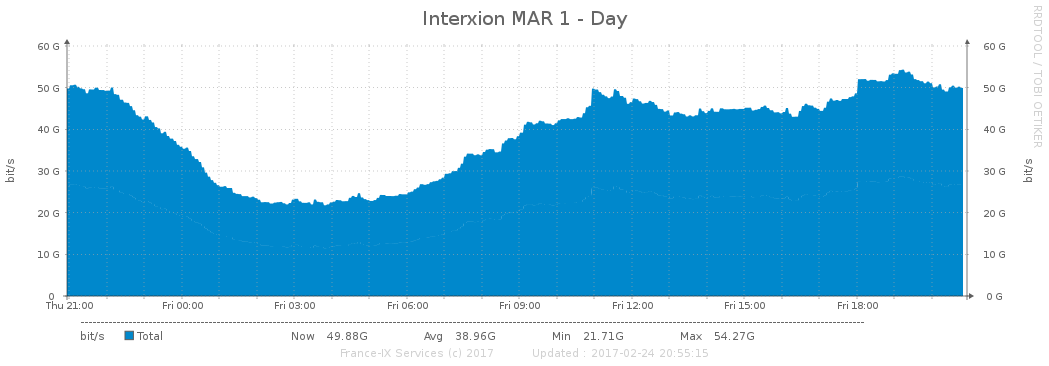 Interxion MAR 1 - Day
RRDTOOL / TOBI OETIKER
bit/s
60 G 60 G
50 G 50 G
40 G 40 G
30 G 30 G
20 G 20 G
10 G 10 G
0 0 G
bit/s
Thu 21:00 Fri 00:00 Fri 03:00 Fri 06:00 Fri 09:00 Fri 12:00 Fri 15:00 Fri 18:00
bit/s Total Now 49.88G Avg 38.96G Min 21.71G Max 54.27G
France-IX Services (c) 2017 Updated : 2017-02-24 20:55:15